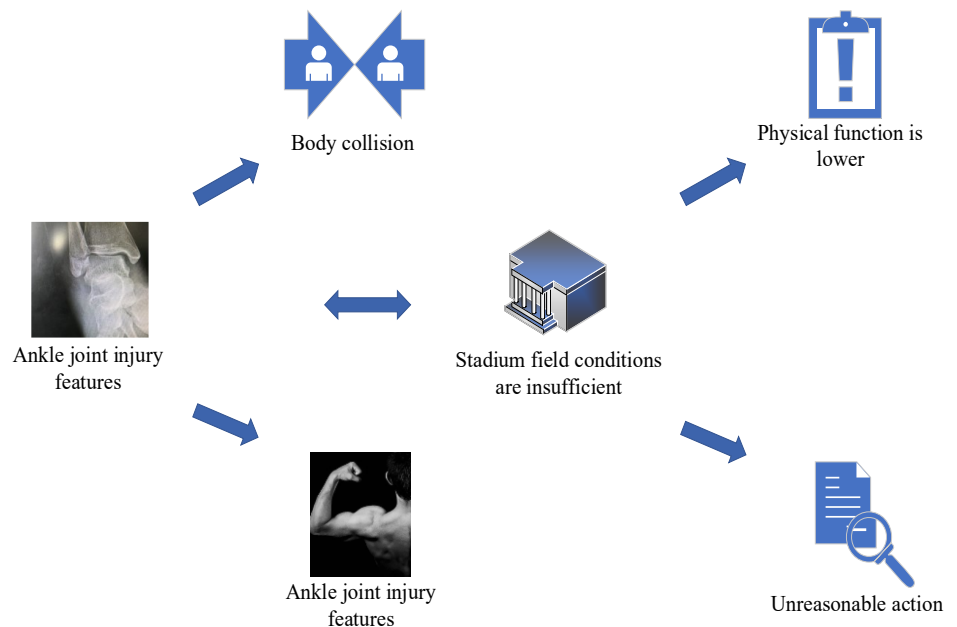 Body collision
Physical function is
lower
Ankle joint injury
features
Stadium field conditions
are insufficient
Ankle joint injury
features
Unreasonable action